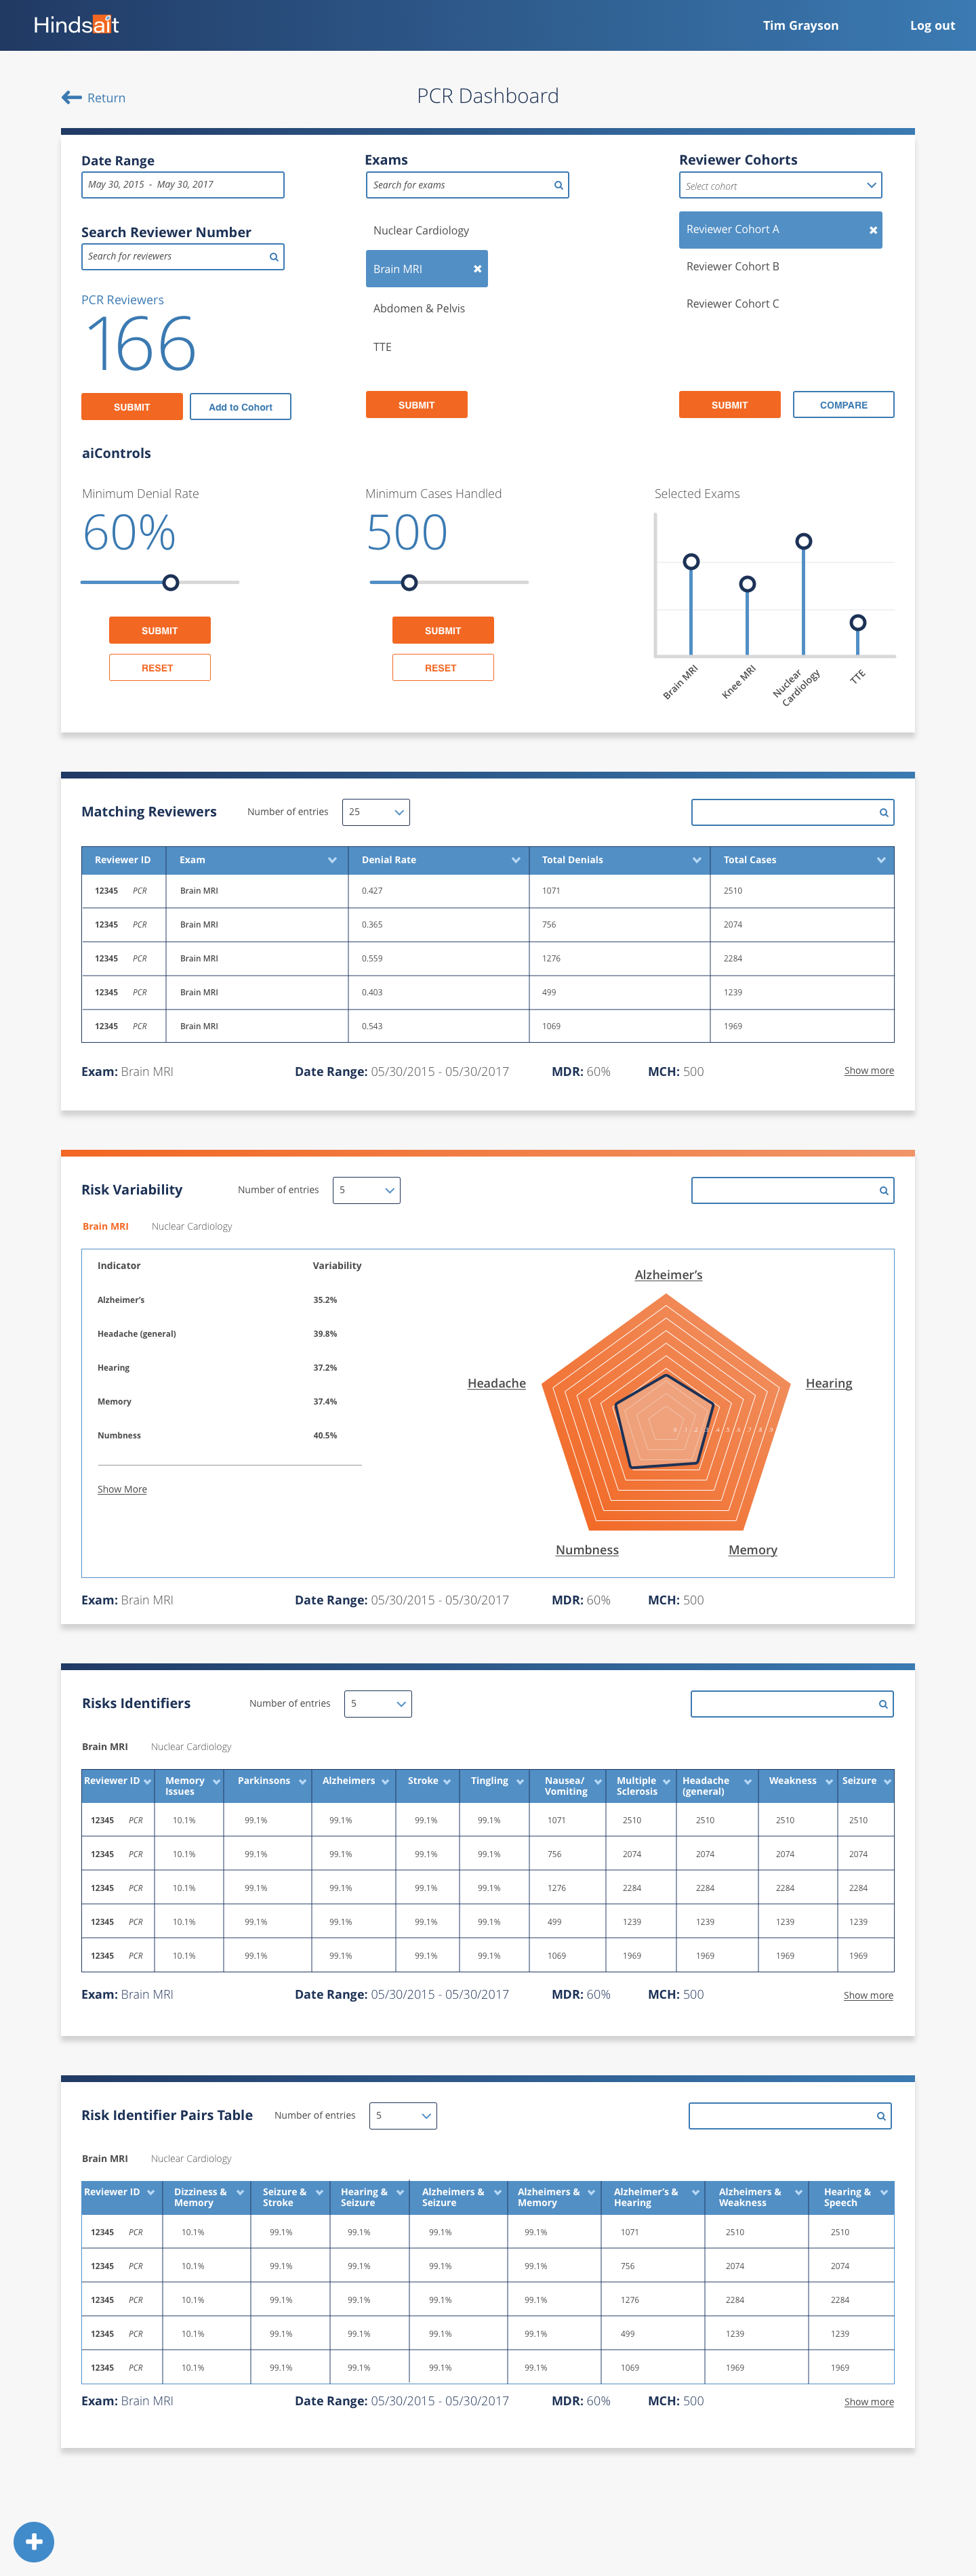 Hindsait
Tim Grayson
Log out
Return
PCR Dashboard
Date Range
May 30, 2015 - May 30, 2017
Search Reviewer Number
Search for reviewers
PCR Reviewers
166
SUBMIT
Add to Cohort
Exams
Search for exams
Nuclear Cardiology
Brain MRI
Abdomen & Pelvis
TTE
SUBMIT
Reviewer Cohorts
Select cohort
Reviewer Cohort A
Reviewer Cohort B
Reviewer Cohort C
SUBMIT
COMPARE
aiControls
Minimum Denial Rate
60%
SUBMIT
RESET
Minimum Cases Handled
500
SUBMIT
RESET
Selected Exams
Brain MRI
Knee MRI
Nuclear
Cardiology
TTE
Matching Reviewers
Number of entries
25
Reviewer ID Exam Denial Rate Total Denials Total Cases
12345 PCR Brain MRI 0.427 1071 2510
12345 PCR Brain MRI 0.365 756 2074
12345 PCR Brain MRI 0.559 1276 2284
12345 PCR Brain MRI 0.403 499 1239
12345 PCR Brain MRI 0.543 1069 1969
Exam: Brain MRI Date Range: 05/30/2015 - 05/30/2017 MDR: 60% MCH: 500 Show more
Risk Variability
Number of entries
5
Brain MRI Nuclear Cardiology
Indicator Variability
Alzheimer's 35.2%
Headache (general) 39.8%
Hearing 37.2%
Memory 37.4%
Numbness 40.5%
Show More
Alzheimer's
Headache
Hearing
Numbness
Memory
Exam: Brain MRI Date Range: 05/30/2015 - 05/30/2017 MDR: 60% MCH: 500
Risks Identifiers
Number of entries
5
Brain MRI Nuclear Cardiology
Reviewer ID Memory Issues Parkinsons Alzheimers Stroke Tingling Nausea/ Vomiting Multiple Sclerosis Headache (general) Weakness Seizure
12345 PCR 10.1% 99.1% 99.1% 99.1% 99.1% 1071 2510 2510 2510 2510
12345 PCR 10.1% 99.1% 99.1% 99.1% 99.1% 756 2074 2074 2074 2074
12345 PCR 10.1% 99.1% 99.1% 99.1% 99.1% 1276 2284 2284 2284 2284
12345 PCR 10.1% 99.1% 99.1% 99.1% 99.1% 499 1239 1239 1239 1239
12345 PCR 10.1% 99.1% 99.1% 99.1% 99.1% 1069 1969 1969 1969 1969
Exam: Brain MRI Date Range: 05/30/2015 - 05/30/2017 MDR: 60% MCH: 500 Show more
Risk Identifier Pairs Table
Number of entries
5
Brain MRI Nuclear Cardiology
Reviewer ID Dizziness & Memory Seizure & Stroke Hearing & Seizure Alzheimers & Seizure Alzheimers & Memory Alzheimer's & Hearing Alzheimers & Weakness Hearing & Speech
12345 PCR 10.1% 99.1% 99.1% 99.1% 99.1% 1071 2510 2510
12345 PCR 10.1% 99.1% 99.1% 99.1% 99.1% 756 2074 2074
12345 PCR 10.1% 99.1% 99.1% 99.1% 99.1% 1276 2284 2284
12345 PCR 10.1% 99.1% 99.1% 99.1% 99.1% 499 1239 1239
12345 PCR 10.1% 99.1% 99.1% 99.1% 99.1% 1069 1969 1969
Exam: Brain MRI Date Range: 05/30/2015 - 05/30/2017 MDR: 60% MCH: 500 Show more